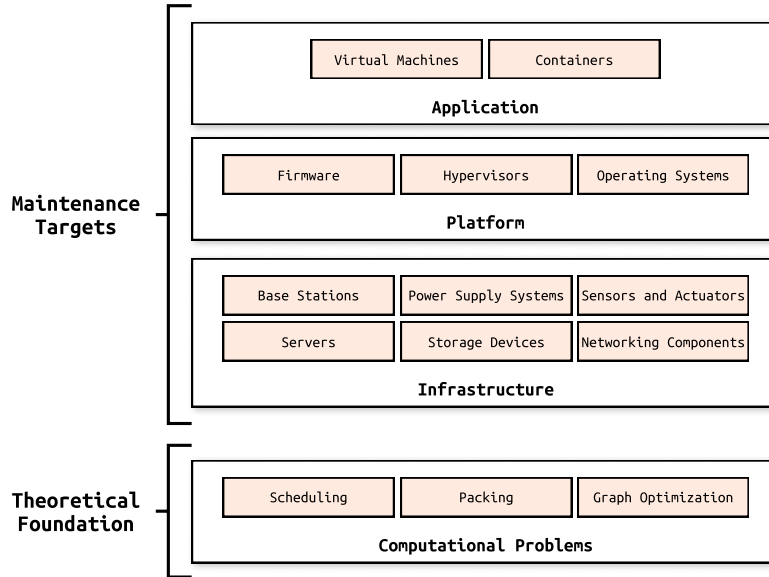 Virtual Machines
Containers
Application
Maintenance
Targets
Firmware
Hypervisors
Operating Systems
Platform
Base Stations
Power Supply Systems
Sensors and Actuators
Servers
Storage Devices
Networking Components
Infrastructure
Theoretical
Foundation
Scheduling
Packing
Graph Optimization
Computational Problems